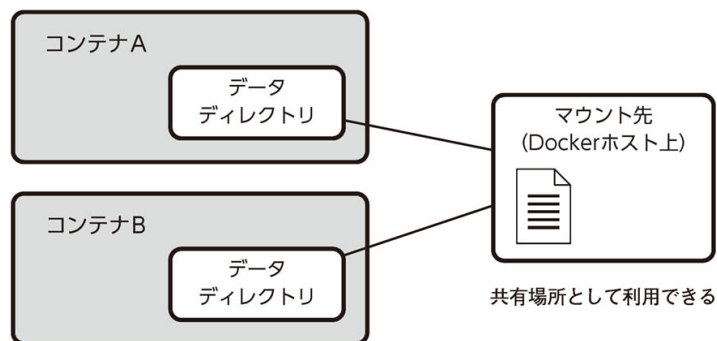 コンテナA
データ
ディレクトリ
マウント先
(Dockerホスト上)
コンテナB
データ
ディレクトリ
共有場所として利用できる